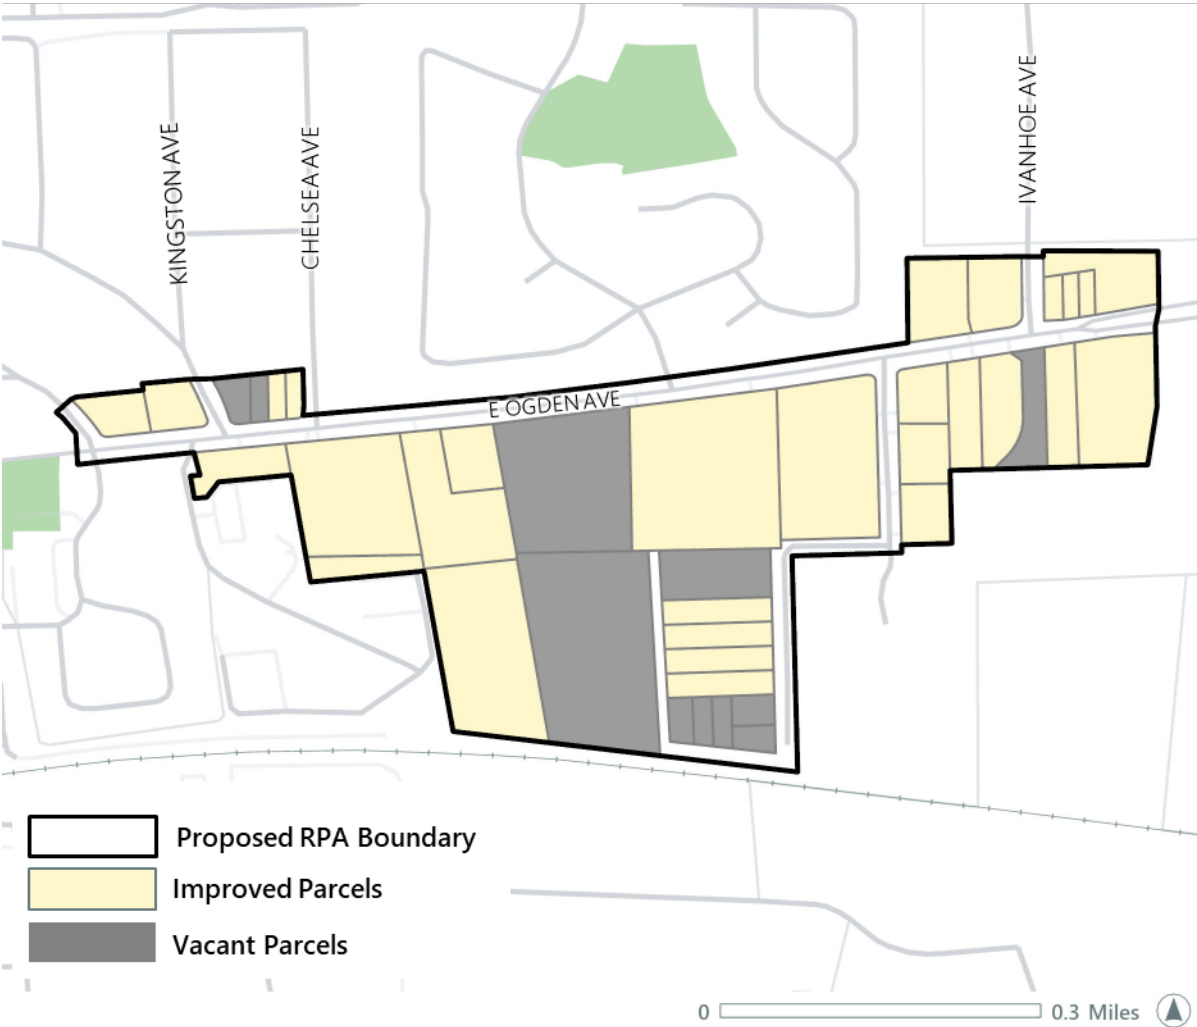 KINGSTON AVE
CHELSEA AVE
IVANHOE AVE
E OGDEN AVE
Proposed RPA Boundary
Improved Parcels
Vacant Parcels
0 0.3 Miles